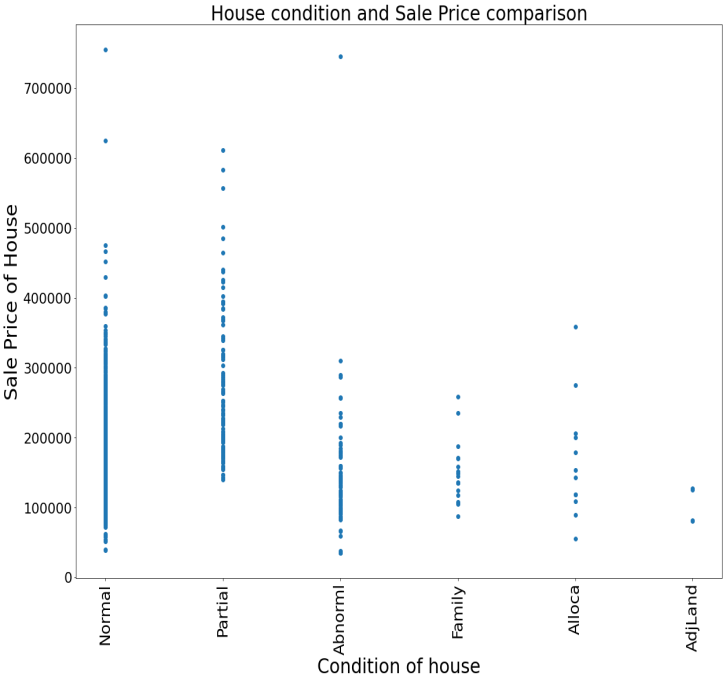 House condition and Sale Price comparison
Sale Price of House
700000
600000
500000
400000
300000
200000
100000
0
Normal
Partial
Abnorml
Family
Alloca
AdjLand
Condition of house